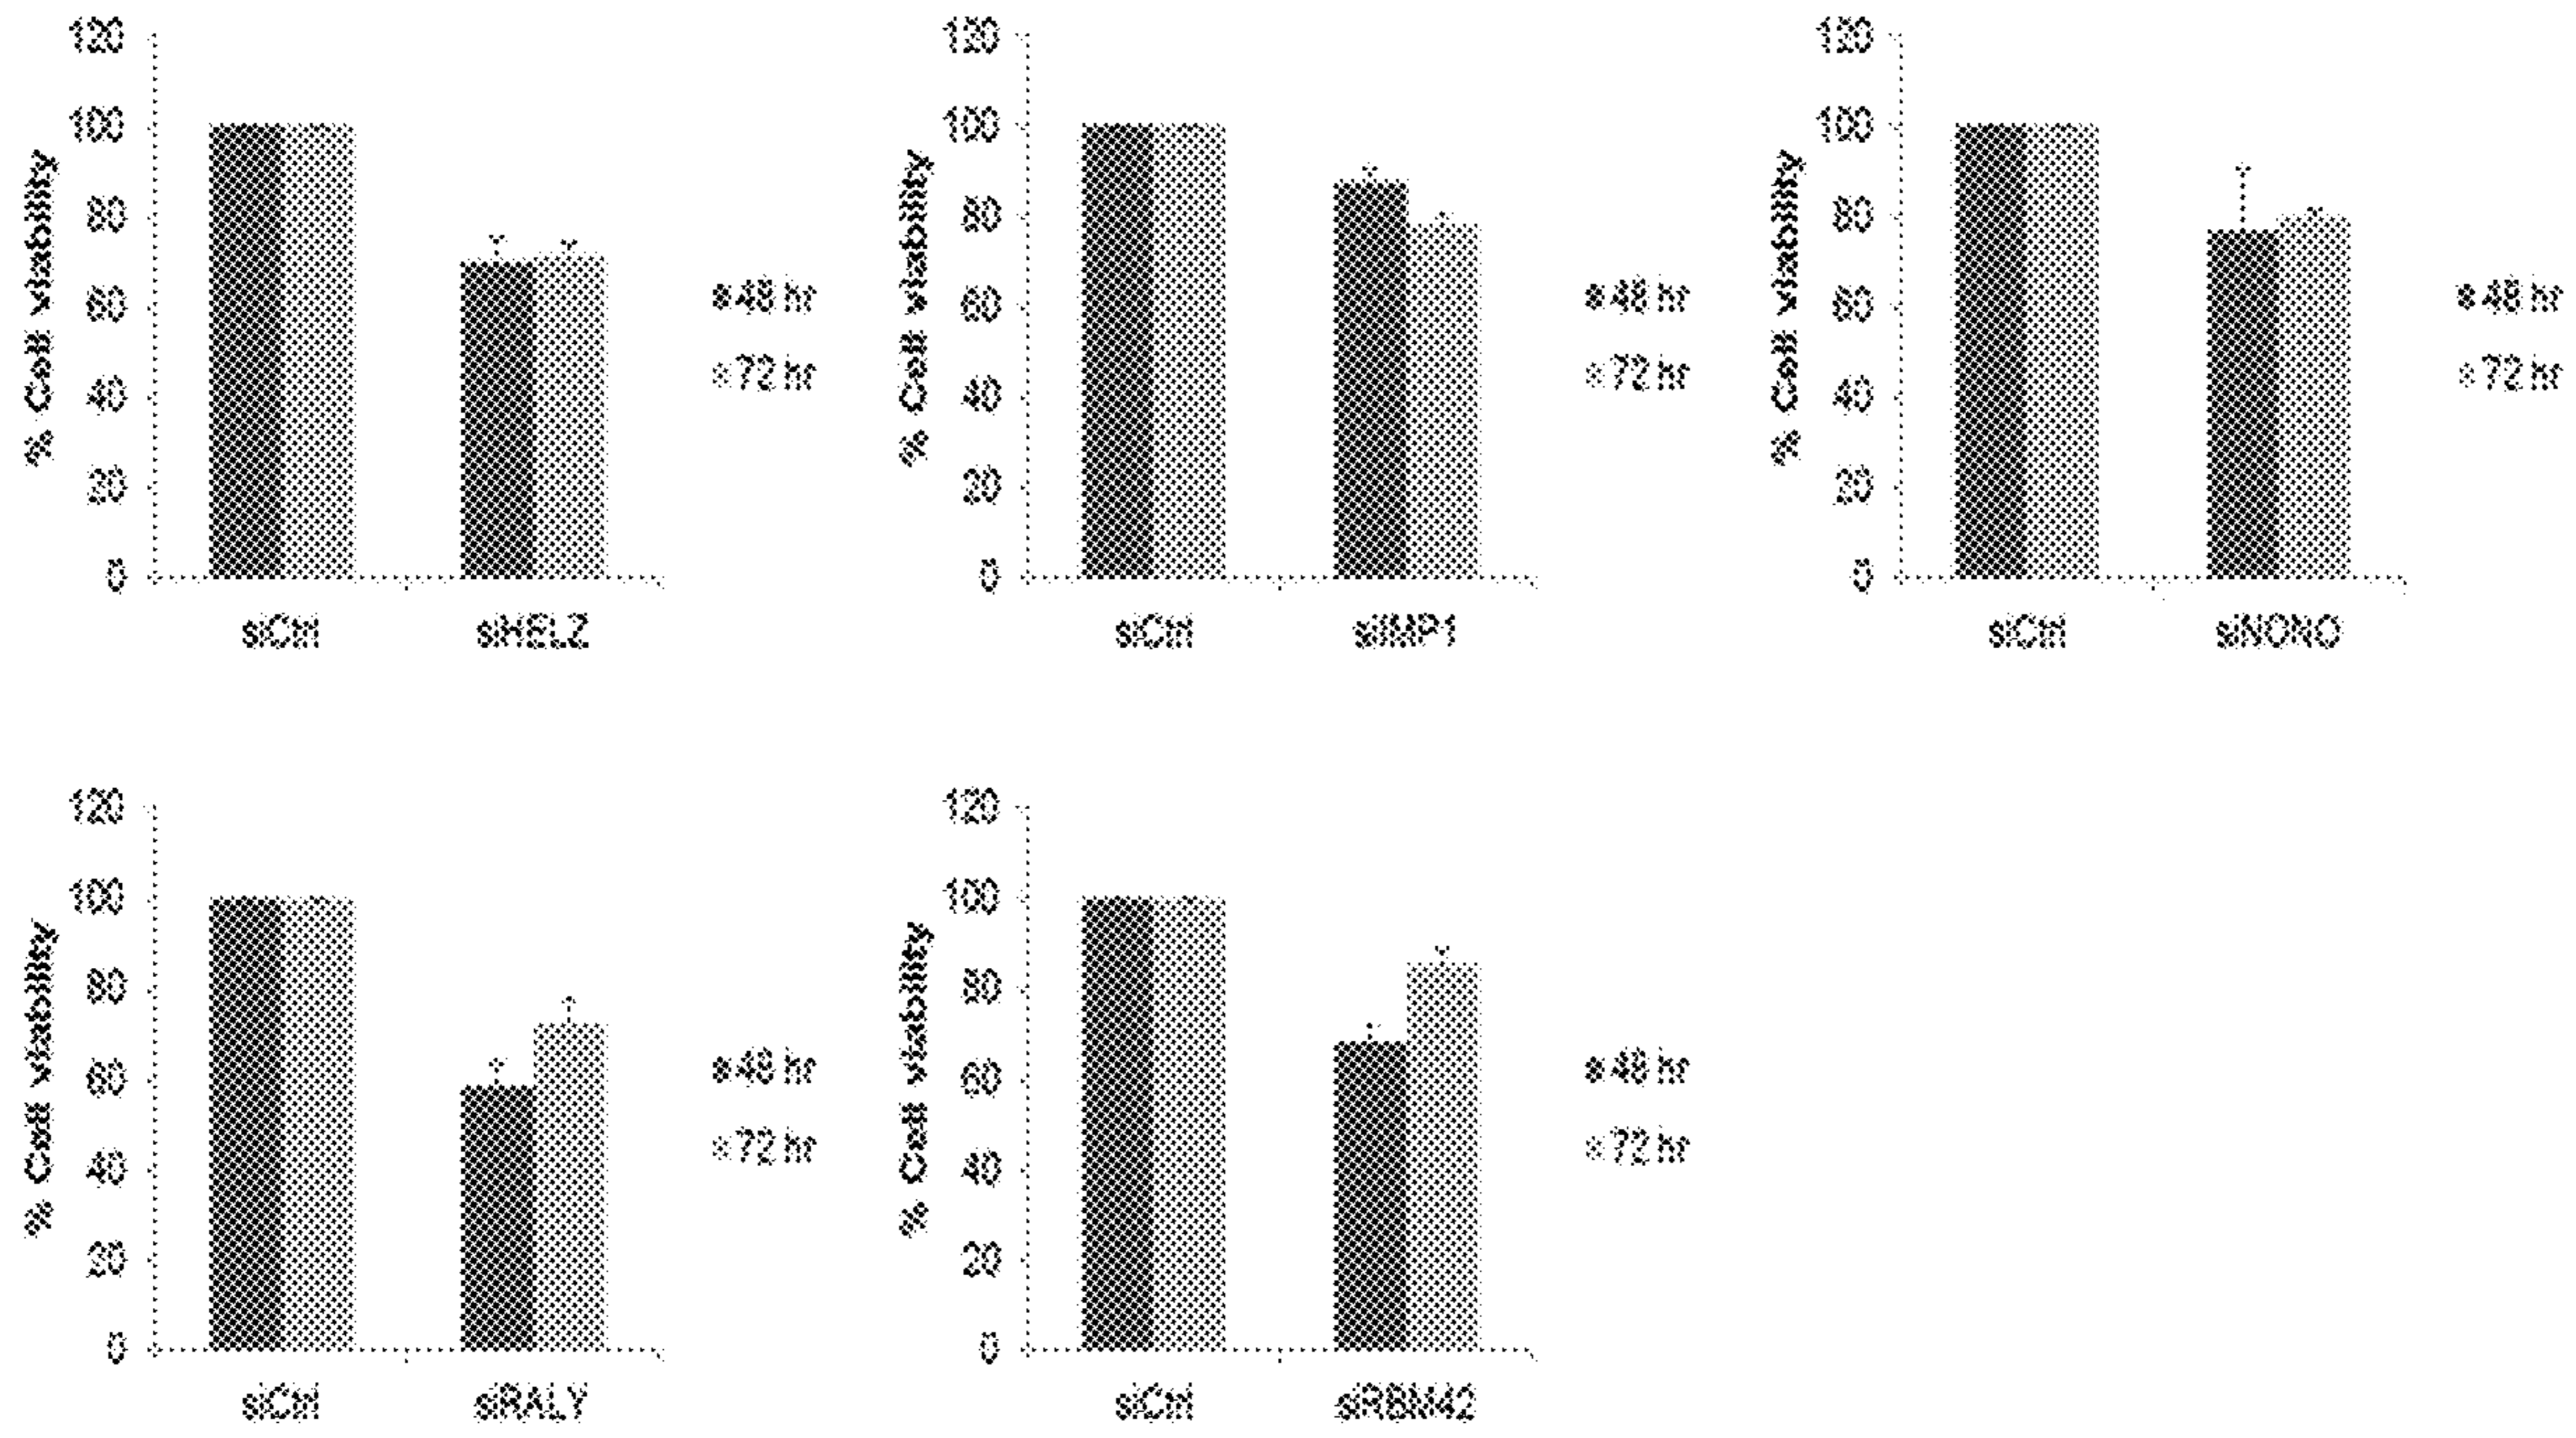 120
100
80
60
40
20
0
% Cell viability
siCtrl siHELZ
48 hr
72 hr
120
100
80
60
40
20
0
% Cell viability
siCtrl siIMP1
48 hr
72 hr
120
100
80
60
40
20
0
% Cell viability
siCtrl siNONO
48 hr
72 hr
120
100
80
60
40
20
0
% Cell viability
siCtrl siRALY
48 hr
72 hr
120
100
80
60
40
20
0
% Cell viability
siCtrl siRBM42
48 hr
72 hr